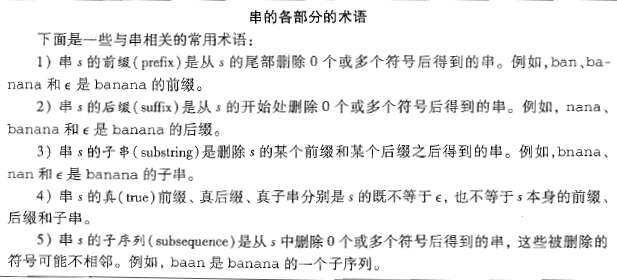 串的各部分的术语
下面是一些与串相关的常用术语:
1) 串 s 的前缀(prefix)是从 s 的尾部删除 0 个或多个符号后得到的串。例如,ban、ba-
nana 和 ϵ 是 banana 的前缀。
2) 串 s 的后缀(suffix)是从 s 的开始处删除 0 个或多个符号后得到的串。例如, nana、
banana 和 ϵ 是 banana 的后缀。
3) 串 s 的子串(substring)是删除 s 的某个前缀和某个后缀之后得到的串。例如,bnana、
nan 和 ϵ 是 banana 的子串。
4) 串 s 的真(true)前缀、真后缀、真子串分别是 s 的既不等于 ϵ, 也不等于 s 本身的前缀、
后缀和子串。
5) 串 s 的子序列(subsequence)是从 s 中删除 0 个或多个符号后得到的串, 这些被删除的
符号可能不相邻。例如, baan 是 banana 的一个子序列。